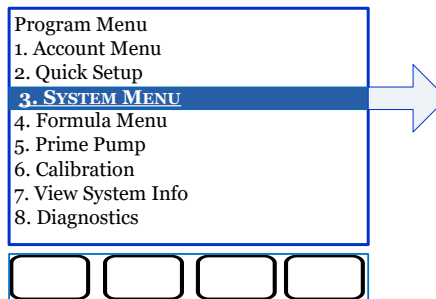 Program Menu
1. Account Menu
2. Quick Setup
3. SYSTEM MENU
4. Formula Menu
5. Prime Pump
6. Calibration
7. View System Info
8. Diagnostics